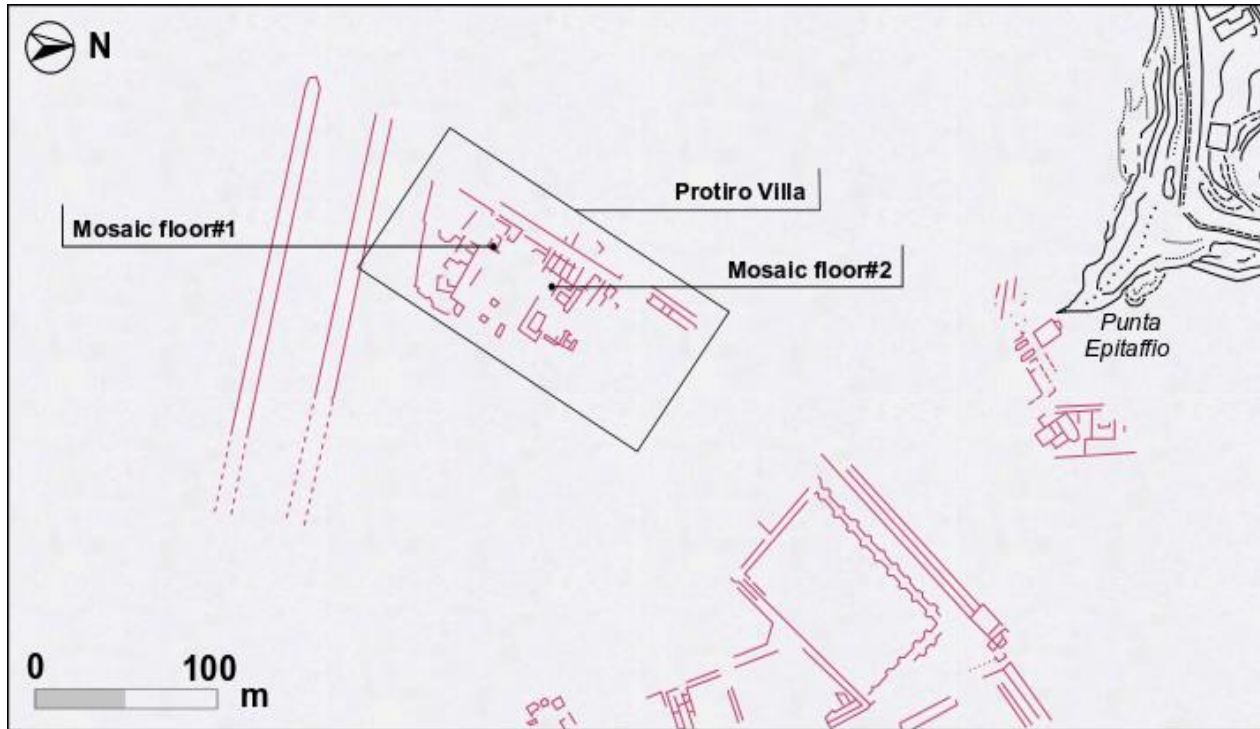 N
Protiro Villa
Mosaic floor#1
Mosaic floor#2
Punta
Epitaffio
0 100
m